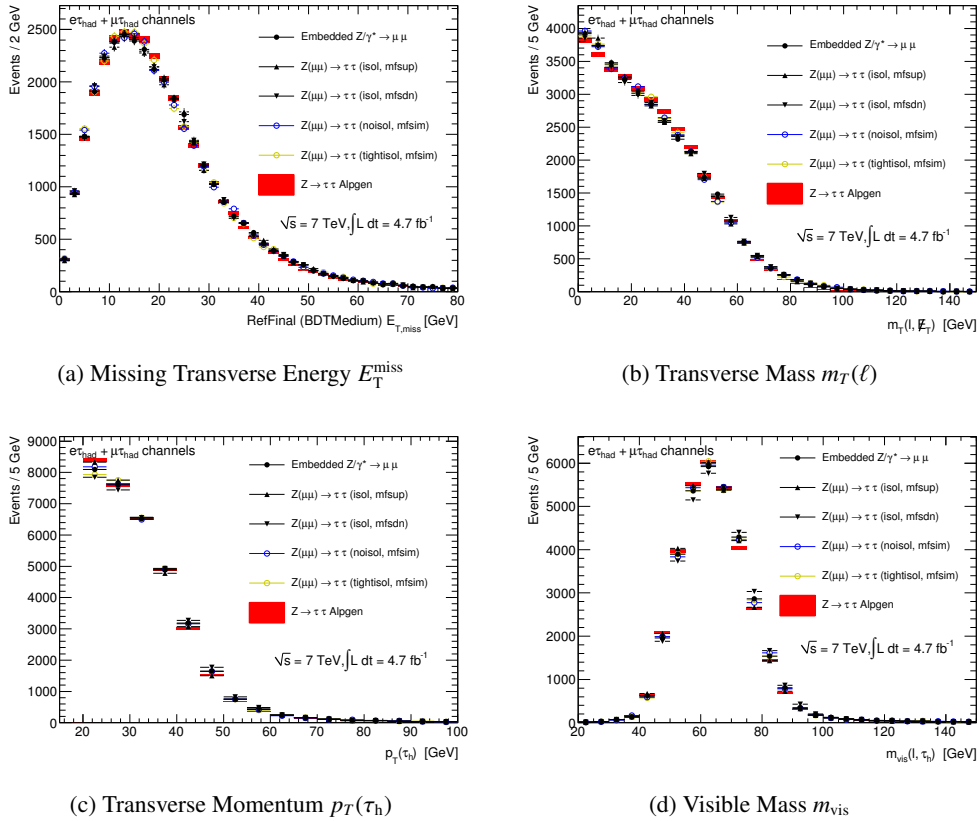 eτhad + μτhad channels
Events / 2 GeV
2500
2000
1500
1000
500
0
0 10 20 30 40 50 60 70 80
RefFinal (BDTMedium) ET,miss [GeV]
Embedded Z/γ* → μ μ
Z(μμ) → τ τ (isol, mfsup)
Z(μμ) → τ τ (isol, mfsdn)
Z(μμ) → τ τ (noisol, mfsim)
Z(μμ) → τ τ (tightisol, mfsim)
Z → τ τ Alpgen
√s = 7 TeV, ∫L dt = 4.7 fb-1
(a) Missing Transverse Energy ETmiss
eτhad + μτhad channels
Events / 5 GeV
4500
4000
3500
3000
2500
2000
1500
1000
500
0
0 20 40 60 80 100 120 140
mT(l, ET) [GeV]
Embedded Z/γ* → μ μ
Z(μμ) → τ τ (isol, mfsup)
Z(μμ) → τ τ (isol, mfsdn)
Z(μμ) → τ τ (noisol, mfsim)
Z(μμ) → τ τ (tightisol, mfsim)
Z → τ τ Alpgen
√s = 7 TeV, ∫L dt = 4.7 fb-1
(b) Transverse Mass mT(ℓ)
eτhad + μτhad channels
Events / 5 GeV
9000
8000
7000
6000
5000
4000
3000
2000
1000
0
20 30 40 50 60 70 80 90 100
pT(τh) [GeV]
Embedded Z/γ* → μ μ
Z(μμ) → τ τ (isol, mfsup)
Z(μμ) → τ τ (isol, mfsdn)
Z(μμ) → τ τ (noisol, mfsim)
Z(μμ) → τ τ (tightisol, mfsim)
Z → τ τ Alpgen
√s = 7 TeV, ∫L dt = 4.7 fb-1
(c) Transverse Momentum pT(τh)
eτhad + μτhad channels
Events / 5 GeV
6000
5000
4000
3000
2000
1000
0
20 40 60 80 100 120 140
mvis(l, τh) [GeV]
Embedded Z/γ* → μ μ
Z(μμ) → τ τ (isol, mfsup)
Z(μμ) → τ τ (isol, mfsdn)
Z(μμ) → τ τ (noisol, mfsim)
Z(μμ) → τ τ (tightisol, mfsim)
Z → τ τ Alpgen
√s = 7 TeV, ∫L dt = 4.7 fb-1
(d) Visible Mass mvis